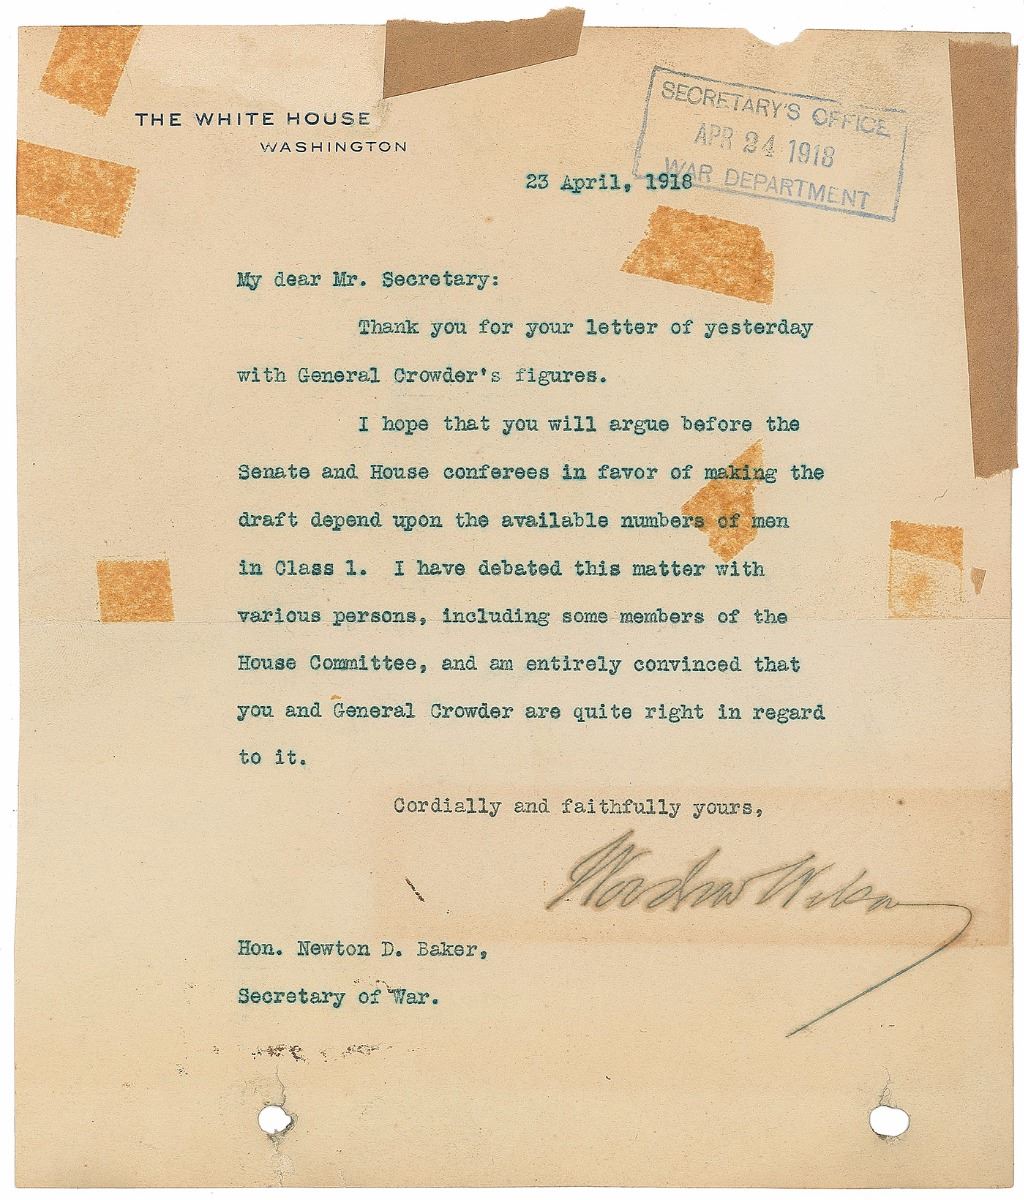 THE WHITE HOUSE
WASHINGTON
SECRETARY'S OFFICE
APR 24 1918
WAR DEPARTMENT
23 April, 1918
My dear Mr. Secretary:
Thank you for your letter of yesterday
with General Crowder's figures.
I hope that you will argue before the
Senate and House conferees in favor of making the
draft depend upon the available numbers of men
in Class 1. I have debated this matter with
various persons, including some members of the
House Committee, and am entirely convinced that
you and General Crowder are quite right in regard
to it.
Cordially and faithfully yours,
Woodrow Wilson
Hon. Newton D. Baker,
Secretary of War.